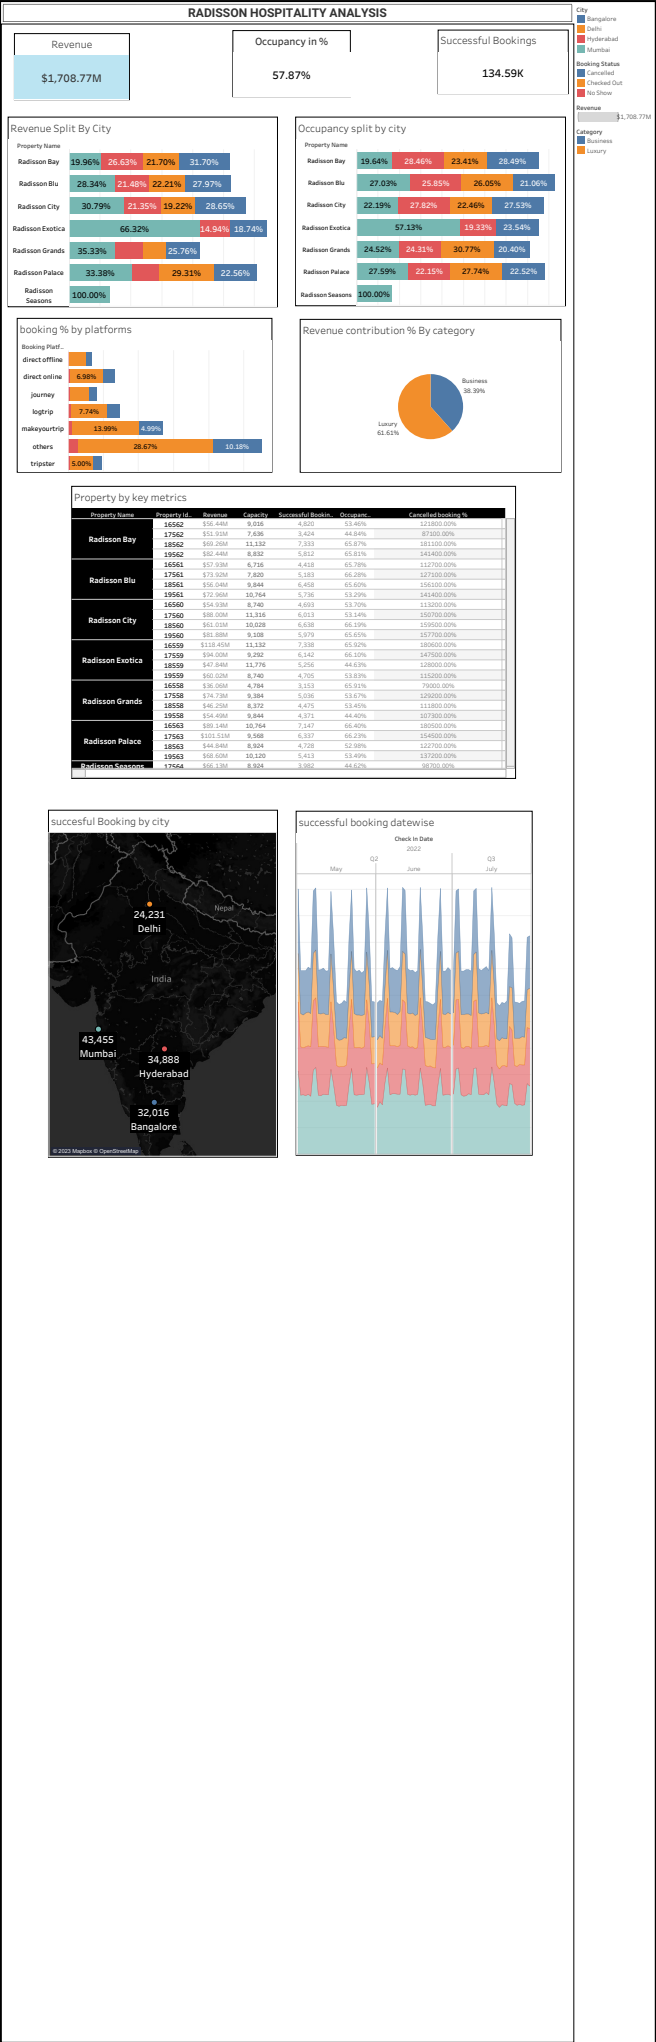 RADISSON HOSPITALITY ANALYSIS
Revenue
$1,708.77M
Occupancy in %
57.87%
Successful Bookings
134.59K
City
Bangalore
Delhi
Hyderabad
Mumbai
Booking Status
Cancelled
Checked Out
No Show
Revenue
$1,708.77M
Category
Business
Luxury
Revenue Split By City
Property Name
Radisson Bay 19.96% 26.63% 21.70% 31.70%
Radisson Blu 28.34% 21.48% 22.21% 27.97%
Radisson City 30.79% 21.35% 19.22% 28.65%
Radisson Exotica 66.32% 14.94% 18.74%
Radisson Grands 35.33% 25.76%
Radisson Palace 33.38% 29.31% 22.56%
Radisson Seasons 100.00%
Occupancy split by city
Property Name
Radisson Bay 19.64% 28.46% 23.41% 28.49%
Radisson Blu 27.03% 25.85% 26.05% 21.06%
Radisson City 22.19% 27.82% 22.46% 27.53%
Radisson Exotica 57.13% 19.33% 23.54%
Radisson Grands 24.52% 24.31% 30.77% 20.40%
Radisson Palace 27.59% 22.15% 27.74% 22.52%
Radisson Seasons 100.00%
booking % by platforms
Booking Platf..
direct offline
direct online 6.98%
journey
logtrip 7.74%
makeyourtrip 13.99% 4.99%
others 28.67% 10.18%
tripster 5.00%
Revenue contribution % By category
Business
38.39%
Luxury
61.61%
Property by key metrics
Property Name Property Id.. Revenue Capacity Successful Bookin.. Occupanc.. Cancelled booking %
Radisson Bay 16562 $56.44M 9,016 4,820 53.46% 121800.00%
17562 $51.91M 7,636 3,424 44.84% 87100.00%
18562 $69.26M 11,132 7,333 65.87% 181100.00%
19562 $82.44M 8,832 5,812 65.81% 141400.00%
Radisson Blu 16561 $57.93M 6,716 4,418 65.78% 112700.00%
17561 $73.92M 7,820 5,183 66.28% 127100.00%
18561 $56.04M 9,844 6,458 65.60% 156100.00%
19561 $72.96M 10,764 5,736 53.29% 141400.00%
Radisson City 16560 $54.93M 8,740 4,693 53.70% 113200.00%
17560 $88.00M 11,316 6,013 53.14% 150700.00%
18560 $61.01M 10,028 6,638 66.19% 159500.00%
19560 $81.88M 9,108 5,979 65.65% 157700.00%
Radisson Exotica 16559 $118.45M 11,132 7,338 65.92% 180600.00%
17559 $94.00M 9,292 6,142 66.10% 147500.00%
18559 $47.84M 11,776 5,256 44.63% 128000.00%
19559 $60.02M 8,740 4,705 53.83% 115200.00%
Radisson Grands 16558 $36.06M 4,784 3,153 65.91% 79000.00%
17558 $74.73M 9,384 5,036 53.67% 129200.00%
18558 $46.25M 8,372 4,475 53.45% 111800.00%
19558 $54.49M 9,844 4,371 44.40% 107300.00%
Radisson Palace 16563 $89.14M 10,764 7,147 66.40% 180500.00%
17563 $101.51M 9,568 6,337 66.23% 154500.00%
18563 $44.84M 8,924 4,728 52.98% 122700.00%
19563 $68.60M 10,120 5,413 53.49% 137200.00%
Radisson Seasons 17564 $66.13M 8,924 3,982 44.62% 98700.00%
succesful Booking by city
Nepal
24,231
Delhi
India
43,455
Mumbai
34,888
Hyderabad
32,016
Bangalore
© 2023 Mapbox © OpenStreetMap
successful booking datewise
Check In Date
2022
Q2 Q3
May June July